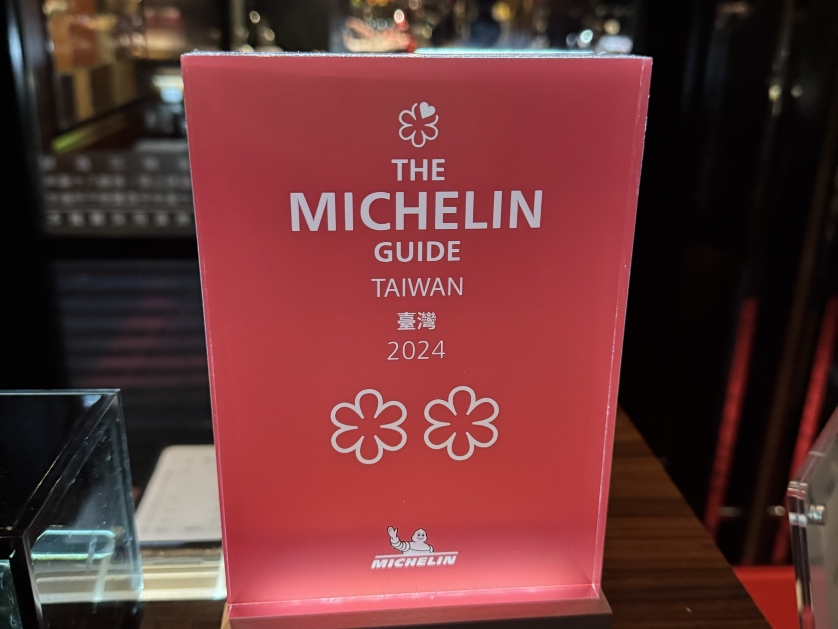 THE
MICHELIN
GUIDE
TAIWAN
臺灣
2024
MICHELIN